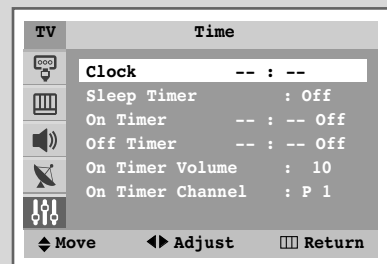 TV Time
Clock -- : --
Sleep Timer : Off
On Timer -- : -- Off
Off Timer -- : -- Off
On Timer Volume : 10
On Timer Channel : P 1
Move Adjust Return